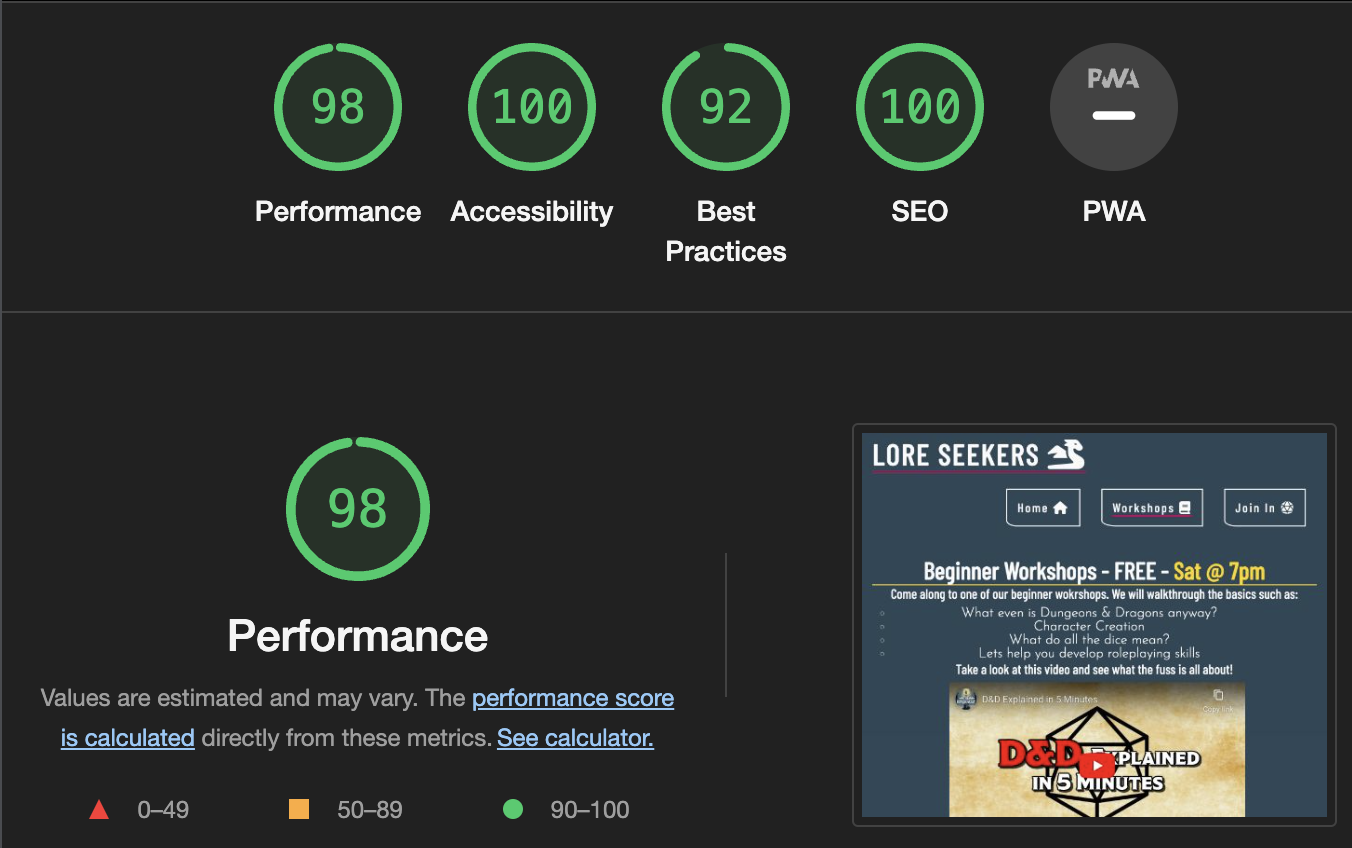 98
100
92
100
PWA
Performance
Accessibility
Best
Practices
SEO
PWA
98
Performance
Values are estimated and may vary. The performance score
is calculated directly from these metrics. See calculator.
0–49
50–89
90–100
LORE SEEKERS
Home
Workshops
Join In
Beginner Workshops - FREE - Sat @ 7pm
Come along to one of our beginner wokrshops. We will walkthrough the basics such as:
What even is Dungeons & Dragons anyway?
Character Creation
What do all the dice mean?
Lets help you develop roleplaying skills
Take a look at this video and see what the fuss is all about!
D&D Explained in 5 Minutes
Copy link
D&D EXPLAINED
IN 5 MINUTES